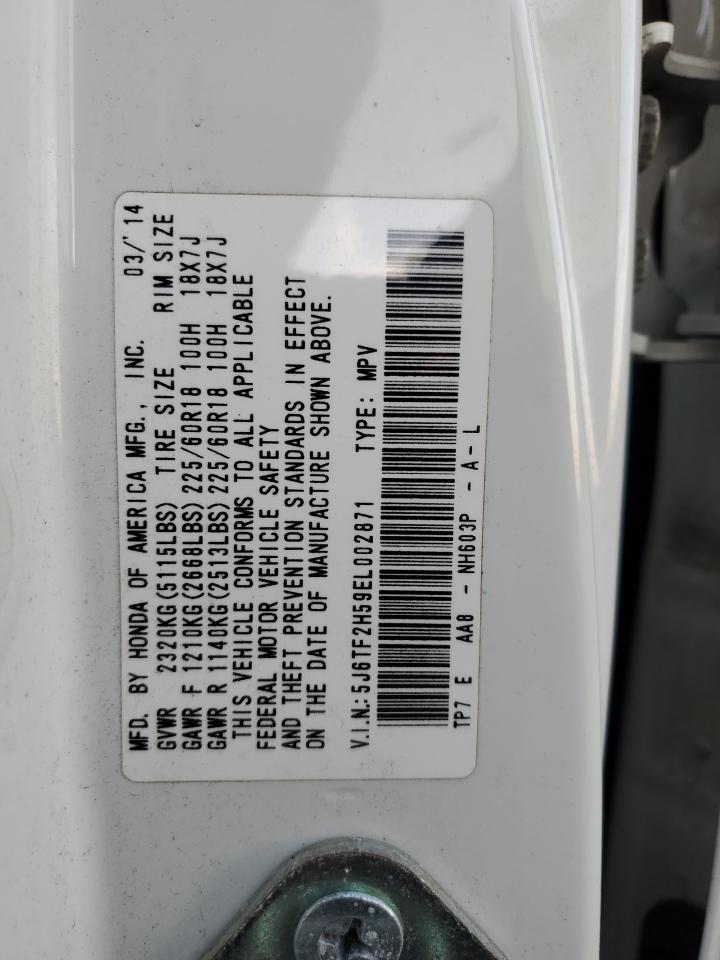 MFD. BY HONDA OF AMERICA MFG., INC. 03/'14
GVWR 2320KG(5115LBS) TIRE SIZE RIM SIZE
GAWR F 1210KG(2668LBS) 225/60R18 100H 18X7J
GAWR R 1140KG(2513LBS) 225/60R18 100H 18X7J
THIS VEHICLE CONFORMS TO ALL APPLICABLE
FEDERAL MOTOR VEHICLE SAFETY
AND THEFT PREVENTION STANDARDS IN EFFECT
ON THE DATE OF MANUFACTURE SHOWN ABOVE.
V.I.N.: 5J6TF2H59EL002871 TYPE: MPV
TP7 E AA8 - NH603P - A - L